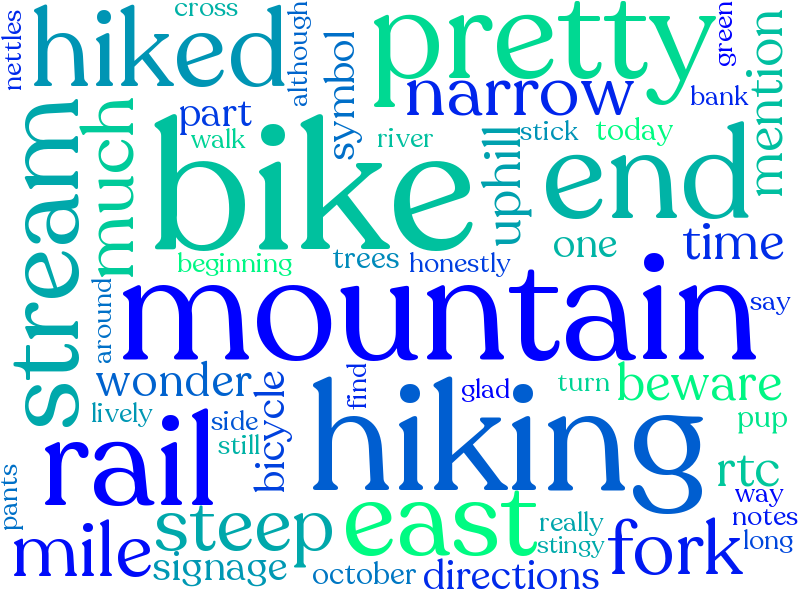 cross
hiked
nettles
although
pretty
green
mention
symbol
narrow
bank
part
walk
river
stick
today
stream
much
bike
uphill
end
one
time
beginning
trees
honestly
around
mountain
say
wonder
lively
side
still
bicycle
find
glad
turn
beware
pup
rail
hiking
rtc
pants
way
notes
long
mile
steep
signage
east
really
stingy
fork
october
directions